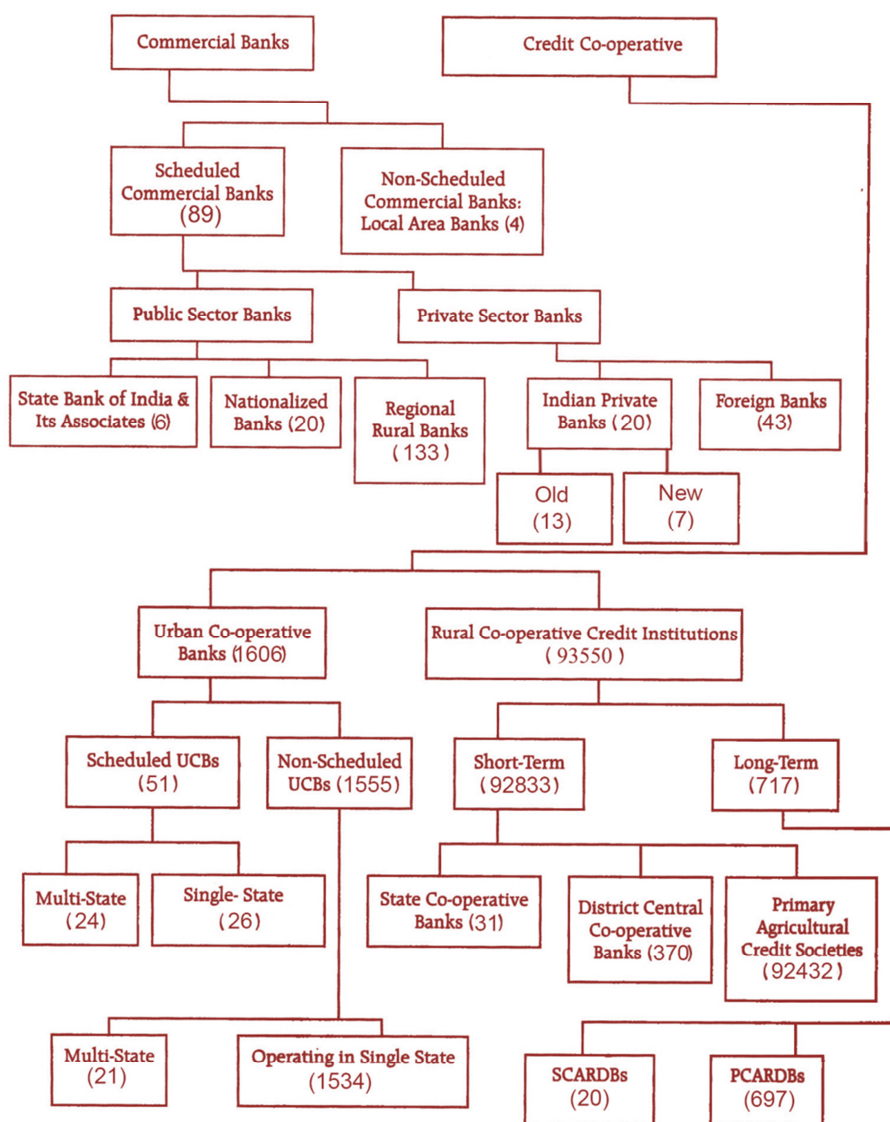 Commercial Banks
Credit Co-operative
Scheduled
Commercial Banks
(89)
Non-Scheduled
Commercial Banks:
Local Area Banks (4)
Public Sector Banks
Private Sector Banks
State Bank of India &
Its Associates (6)
Nationalized
Banks (20)
Regional
Rural Banks
(133)
Indian Private
Banks (20)
Foreign Banks
(43)
Old
(13)
New
(7)
Urban Co-operative
Banks (1606)
Rural Co-operative Credit Institutions
(93550)
Scheduled UCBs
(51)
Non-Scheduled
UCBs (1555)
Short-Term
(92833)
Long-Term
(717)
Multi-State
(24)
Single- State
(26)
State Co-operative
Banks (31)
District Central
Co-operative
Banks (370)
Primary
Agricultural
Credit Societies
(92432)
Multi-State
(21)
Operating in Single State
(1534)
SCARDBs
(20)
PCARDBs
(697)